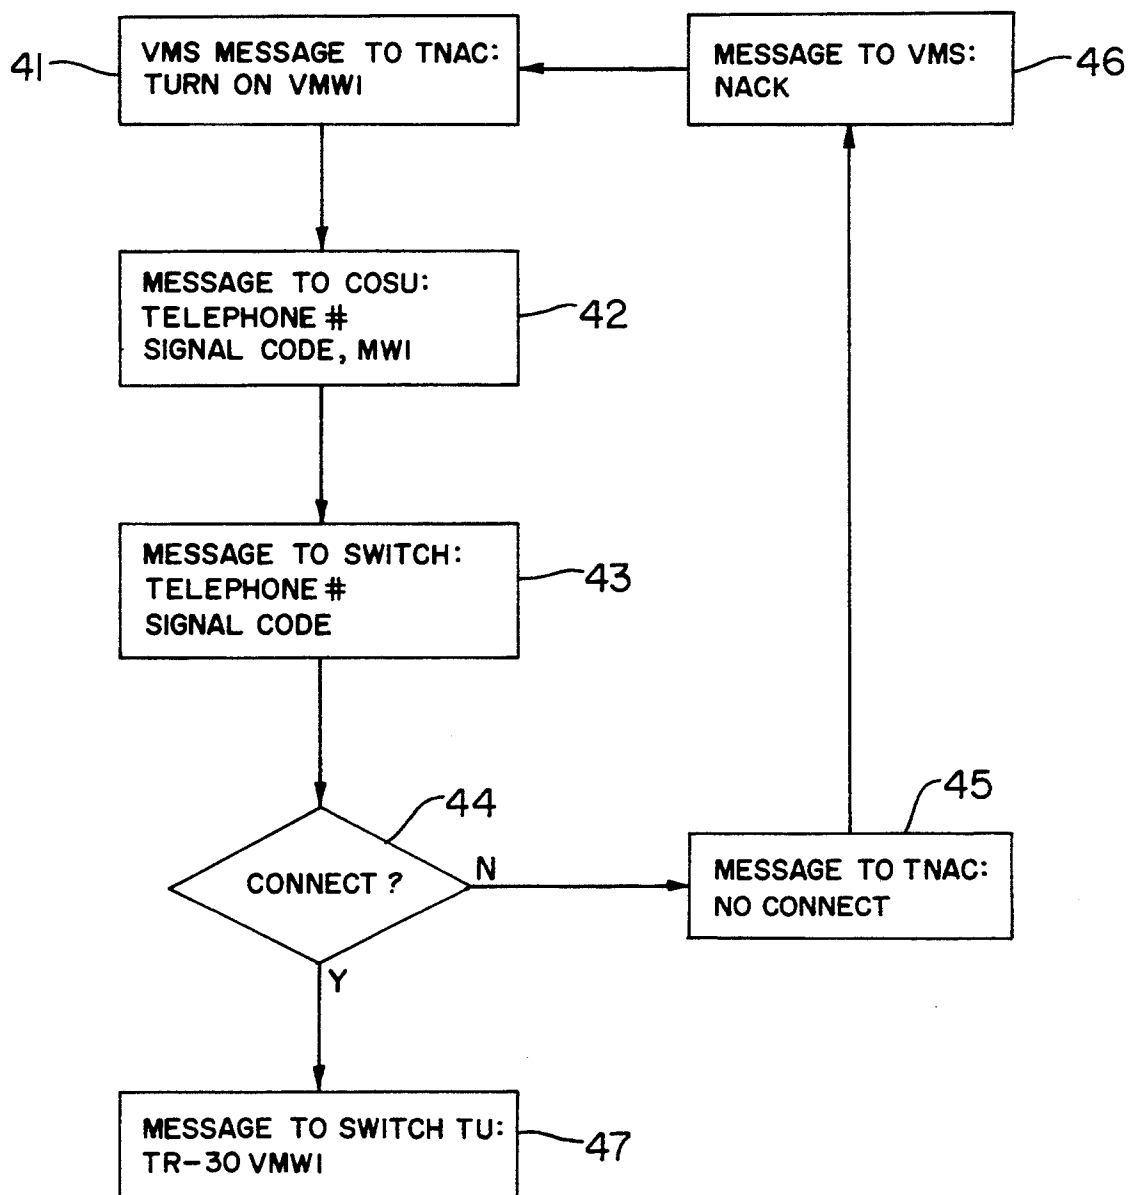 41
VMS MESSAGE TO TNAC:
TURN ON VMWI
MESSAGE TO VMS:
NACK
46
MESSAGE TO COSU:
TELEPHONE #
SIGNAL CODE, MWI
42
MESSAGE TO SWITCH:
TELEPHONE #
SIGNAL CODE
43
44
CONNECT ?
N
Y
45
MESSAGE TO TNAC:
NO CONNECT
MESSAGE TO SWITCH TU:
TR-30 VMWI
47